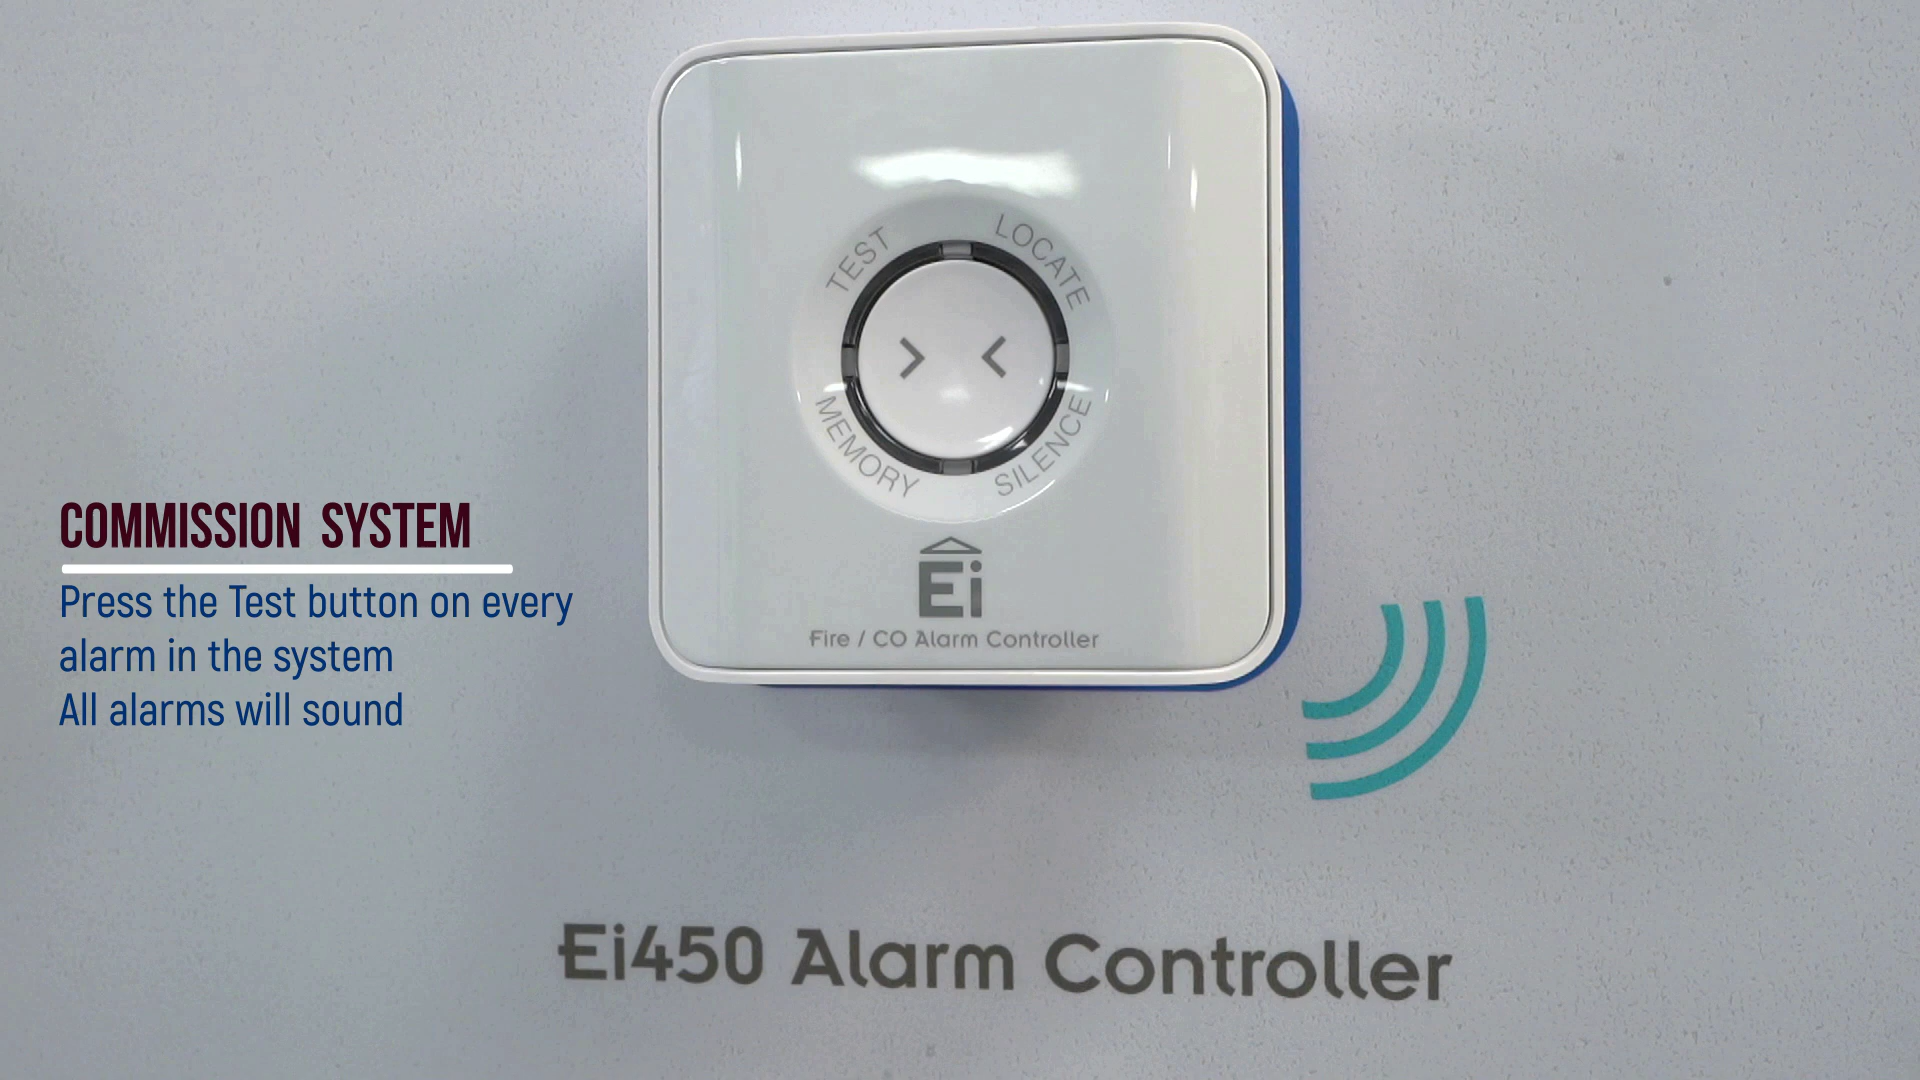 TEST
LOCATE
> <
MEMORY
SILENCE
Ei
Fire / CO Alarm Controller
COMMISSION SYSTEM
Press the Test button on every
alarm in the system
All alarms will sound
Ei450 Alarm Controller